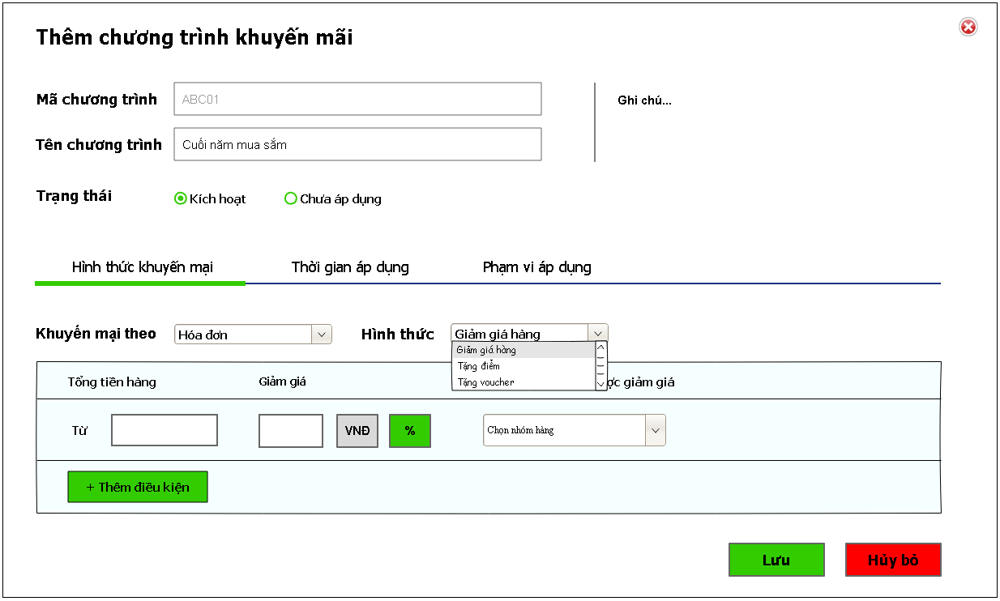 Thêm chương trình khuyến mãi
Mã chương trình ABC01 Ghi chú...
Tên chương trình Cuối năm mua sắm
Trạng thái Kích hoạt Chưa áp dụng
Hình thức khuyến mại Thời gian áp dụng Phạm vi áp dụng
Khuyến mại theo Hóa đơn Hình thức Giảm giá hàng
Giảm giá hàng
Tặng điểm
Tặng voucher
Tổng tiền hàng Giảm giá giảm giá
Từ VNĐ % Chọn nhóm hàng
+ Thêm điều kiện
Lưu Hủy bỏ